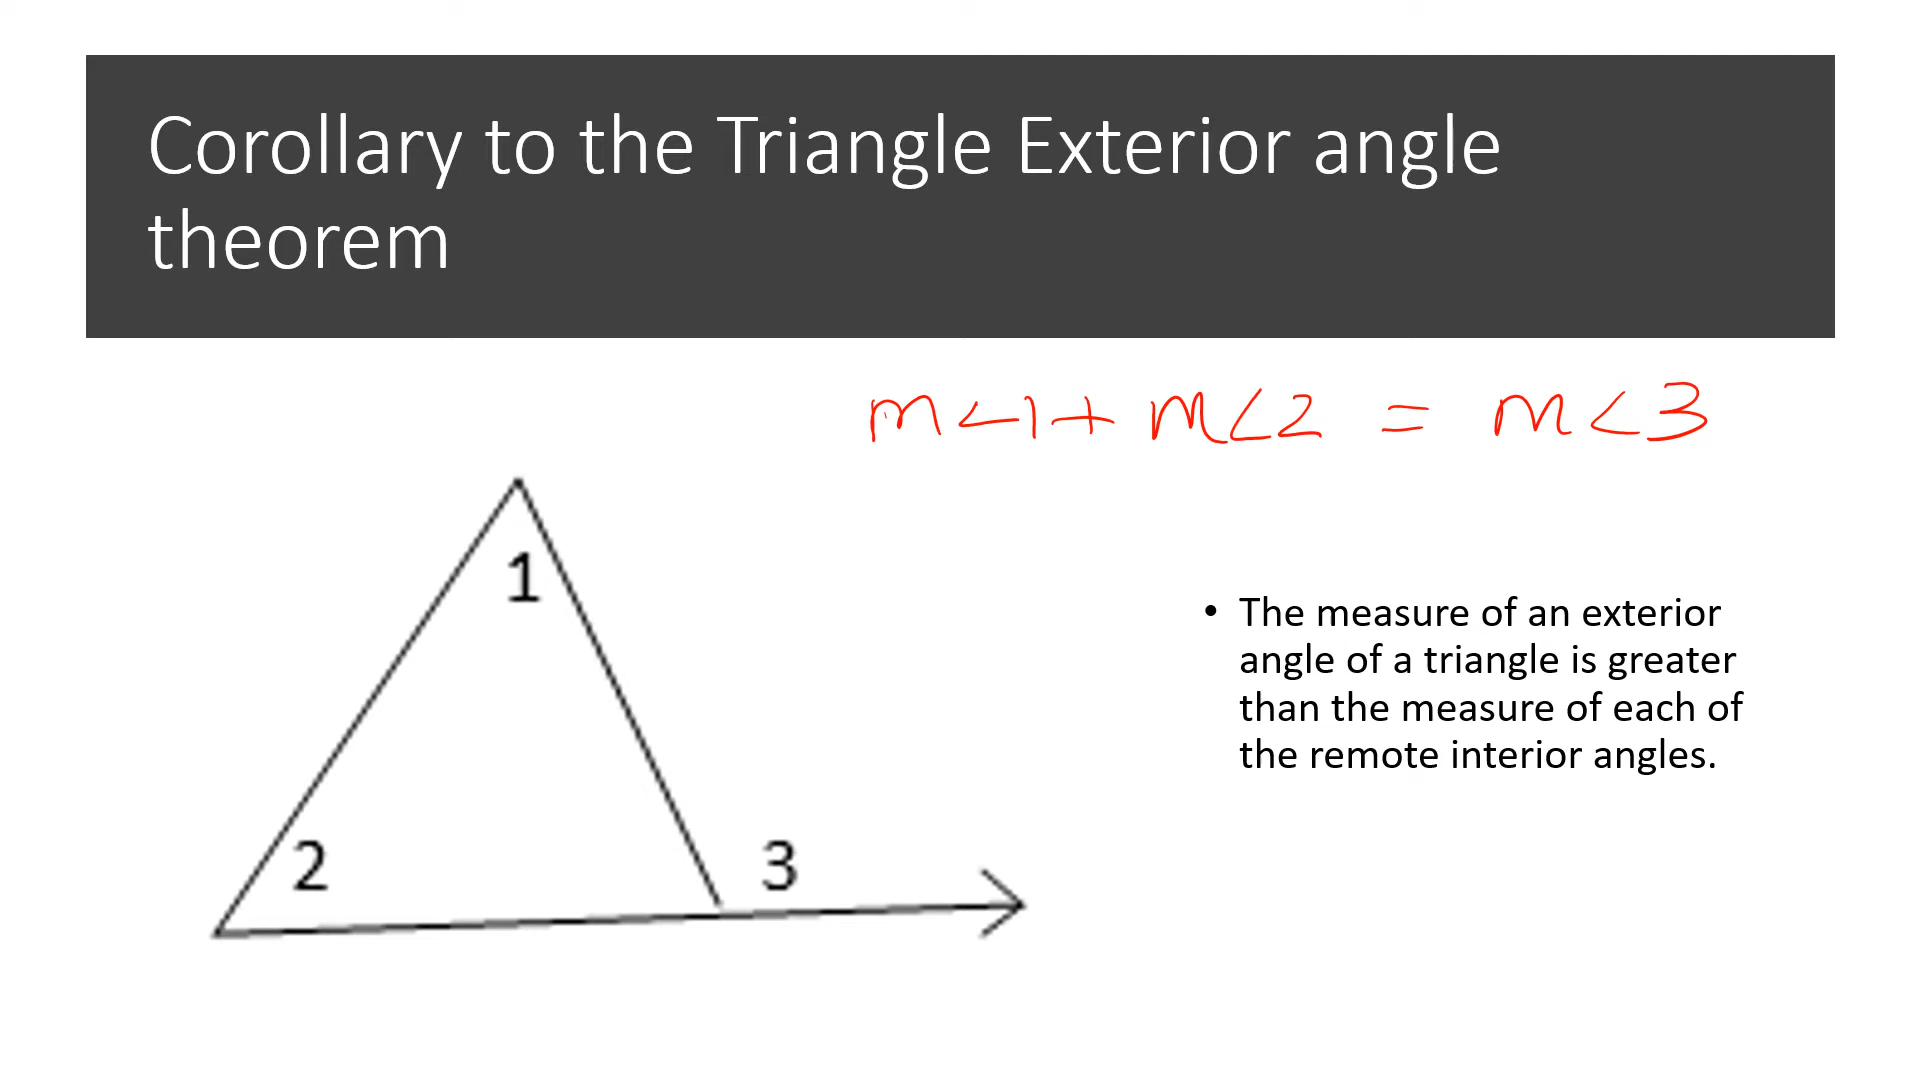 Corollary to the Triangle Exterior angle
theorem
m<1 + m<2 = m<3
1
• The measure of an exterior
angle of a triangle is greater
than the measure of each of
the remote interior angles.
2
3